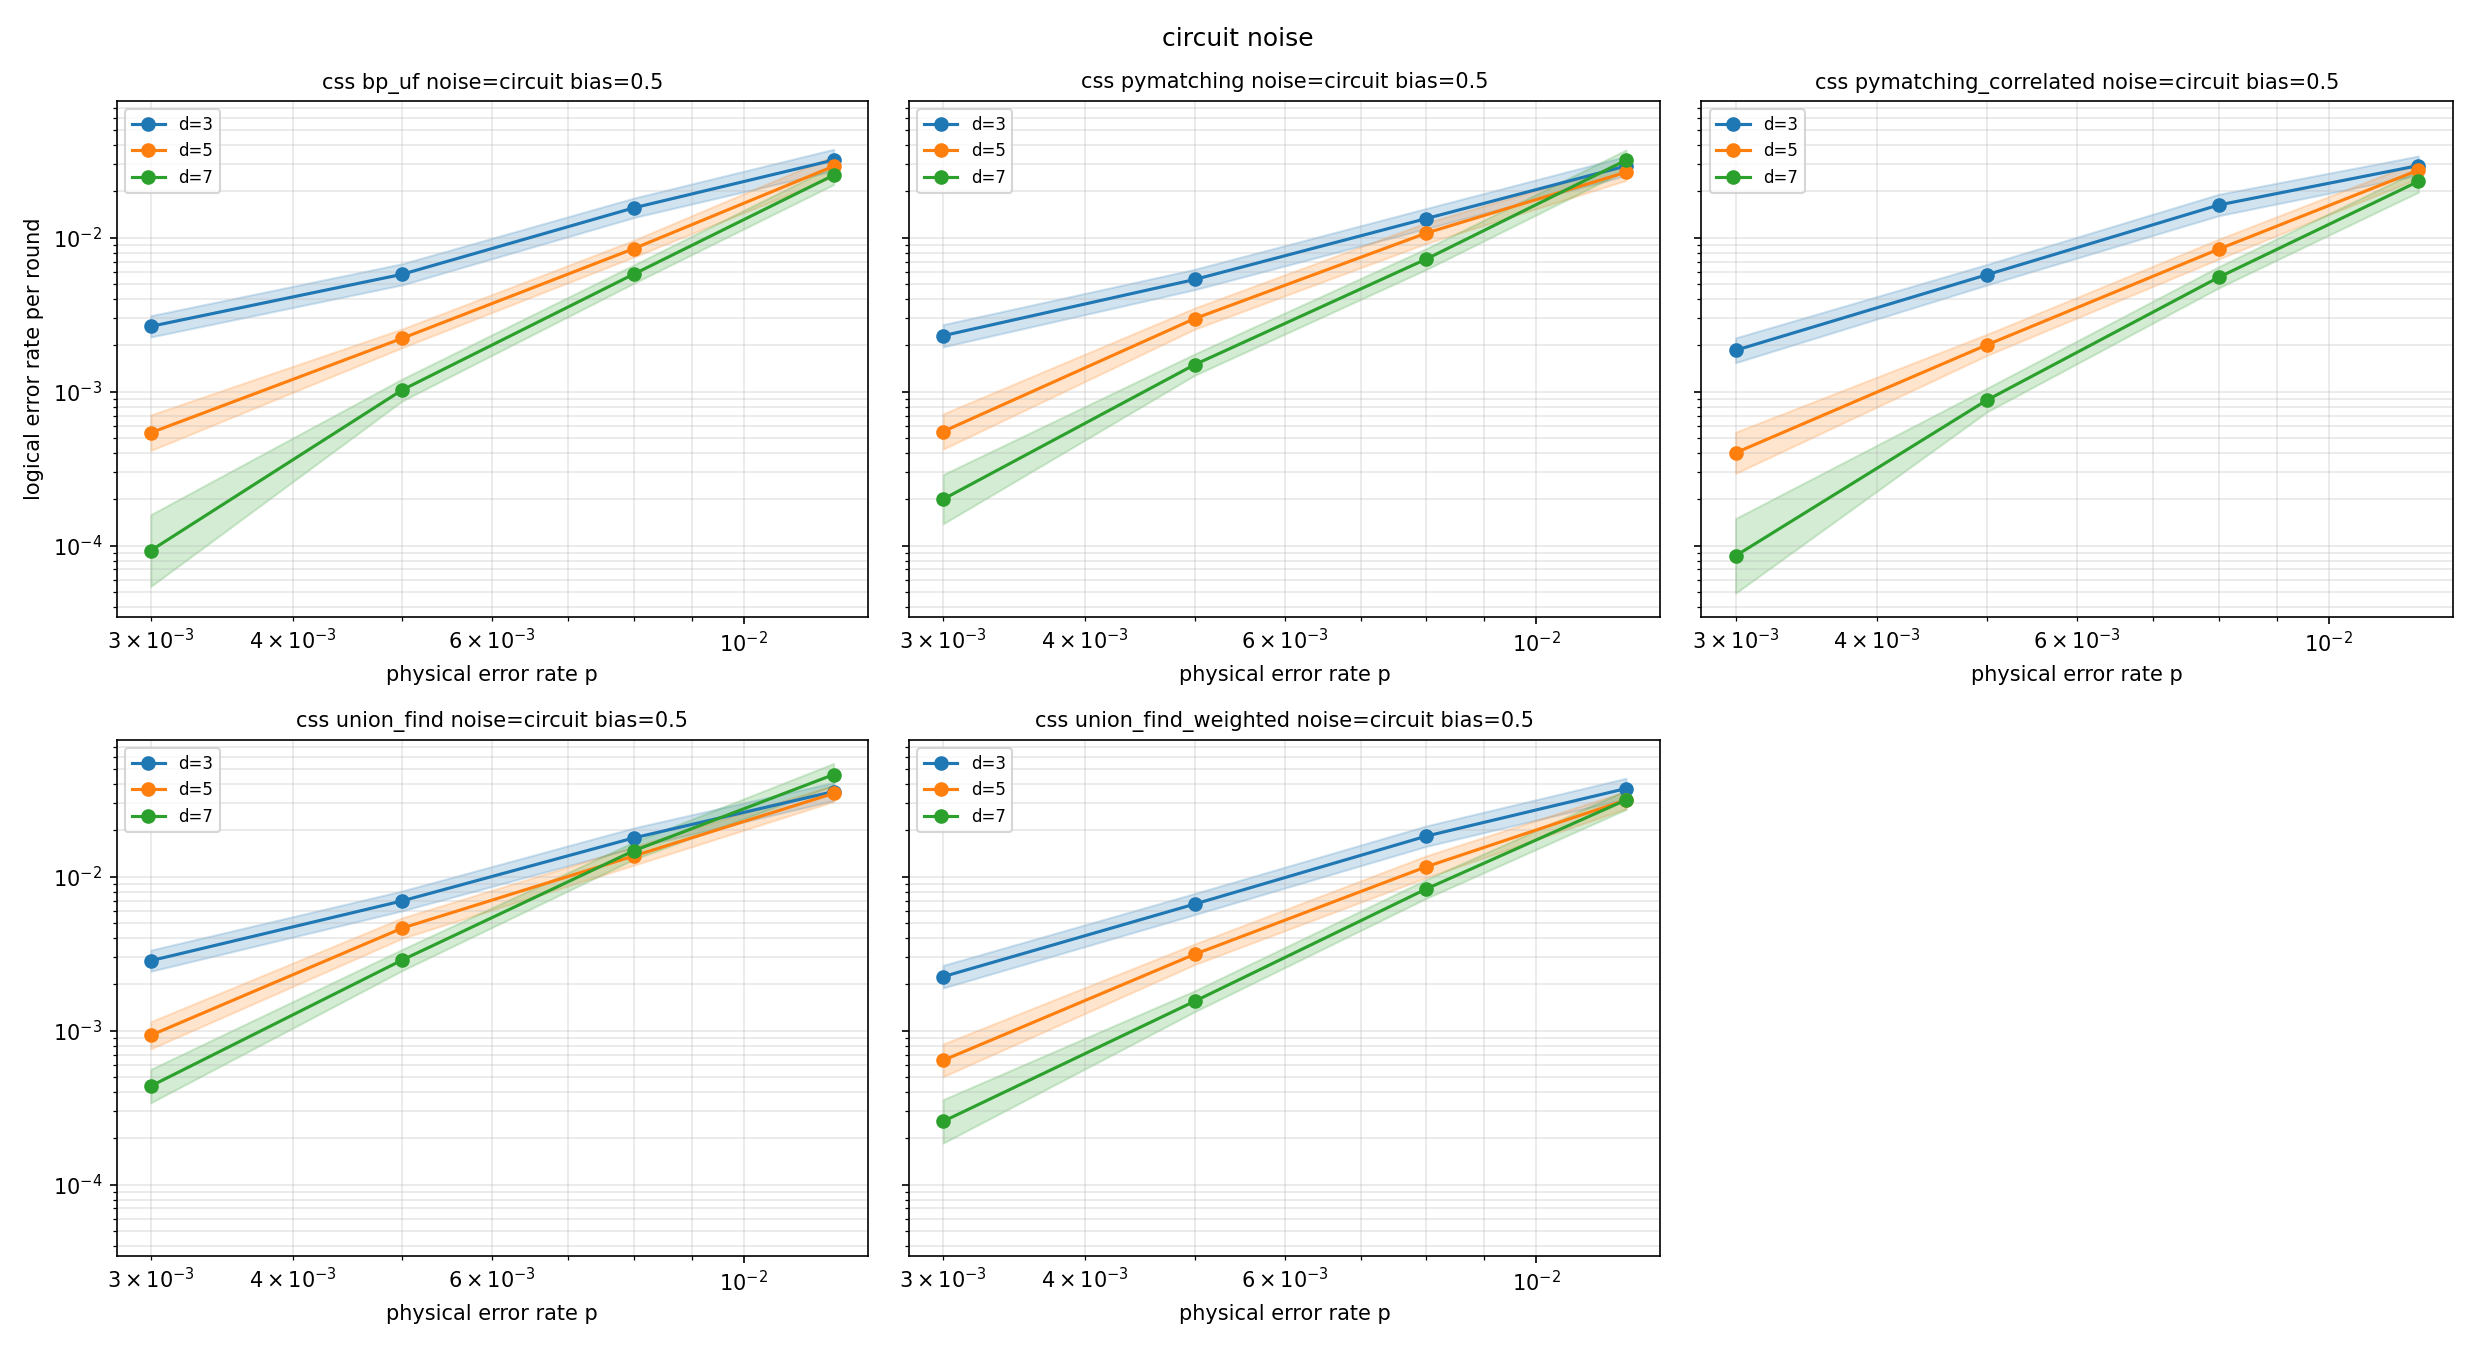 circuit noise
css bp_uf noise=circuit bias=0.5
d=3
d=5
d=7
logical error rate per round
10⁻²
10⁻³
10⁻⁴
3×10⁻³ 4×10⁻³ 6×10⁻³ 10⁻²
physical error rate p
css pymatching noise=circuit bias=0.5
d=3
d=5
d=7
3×10⁻³ 4×10⁻³ 6×10⁻³ 10⁻²
physical error rate p
css pymatching_correlated noise=circuit bias=0.5
d=3
d=5
d=7
3×10⁻³ 4×10⁻³ 6×10⁻³ 10⁻²
physical error rate p
css union_find noise=circuit bias=0.5
d=3
d=5
d=7
10⁻²
10⁻³
10⁻⁴
3×10⁻³ 4×10⁻³ 6×10⁻³ 10⁻²
physical error rate p
css union_find_weighted noise=circuit bias=0.5
d=3
d=5
d=7
3×10⁻³ 4×10⁻³ 6×10⁻³ 10⁻²
physical error rate p